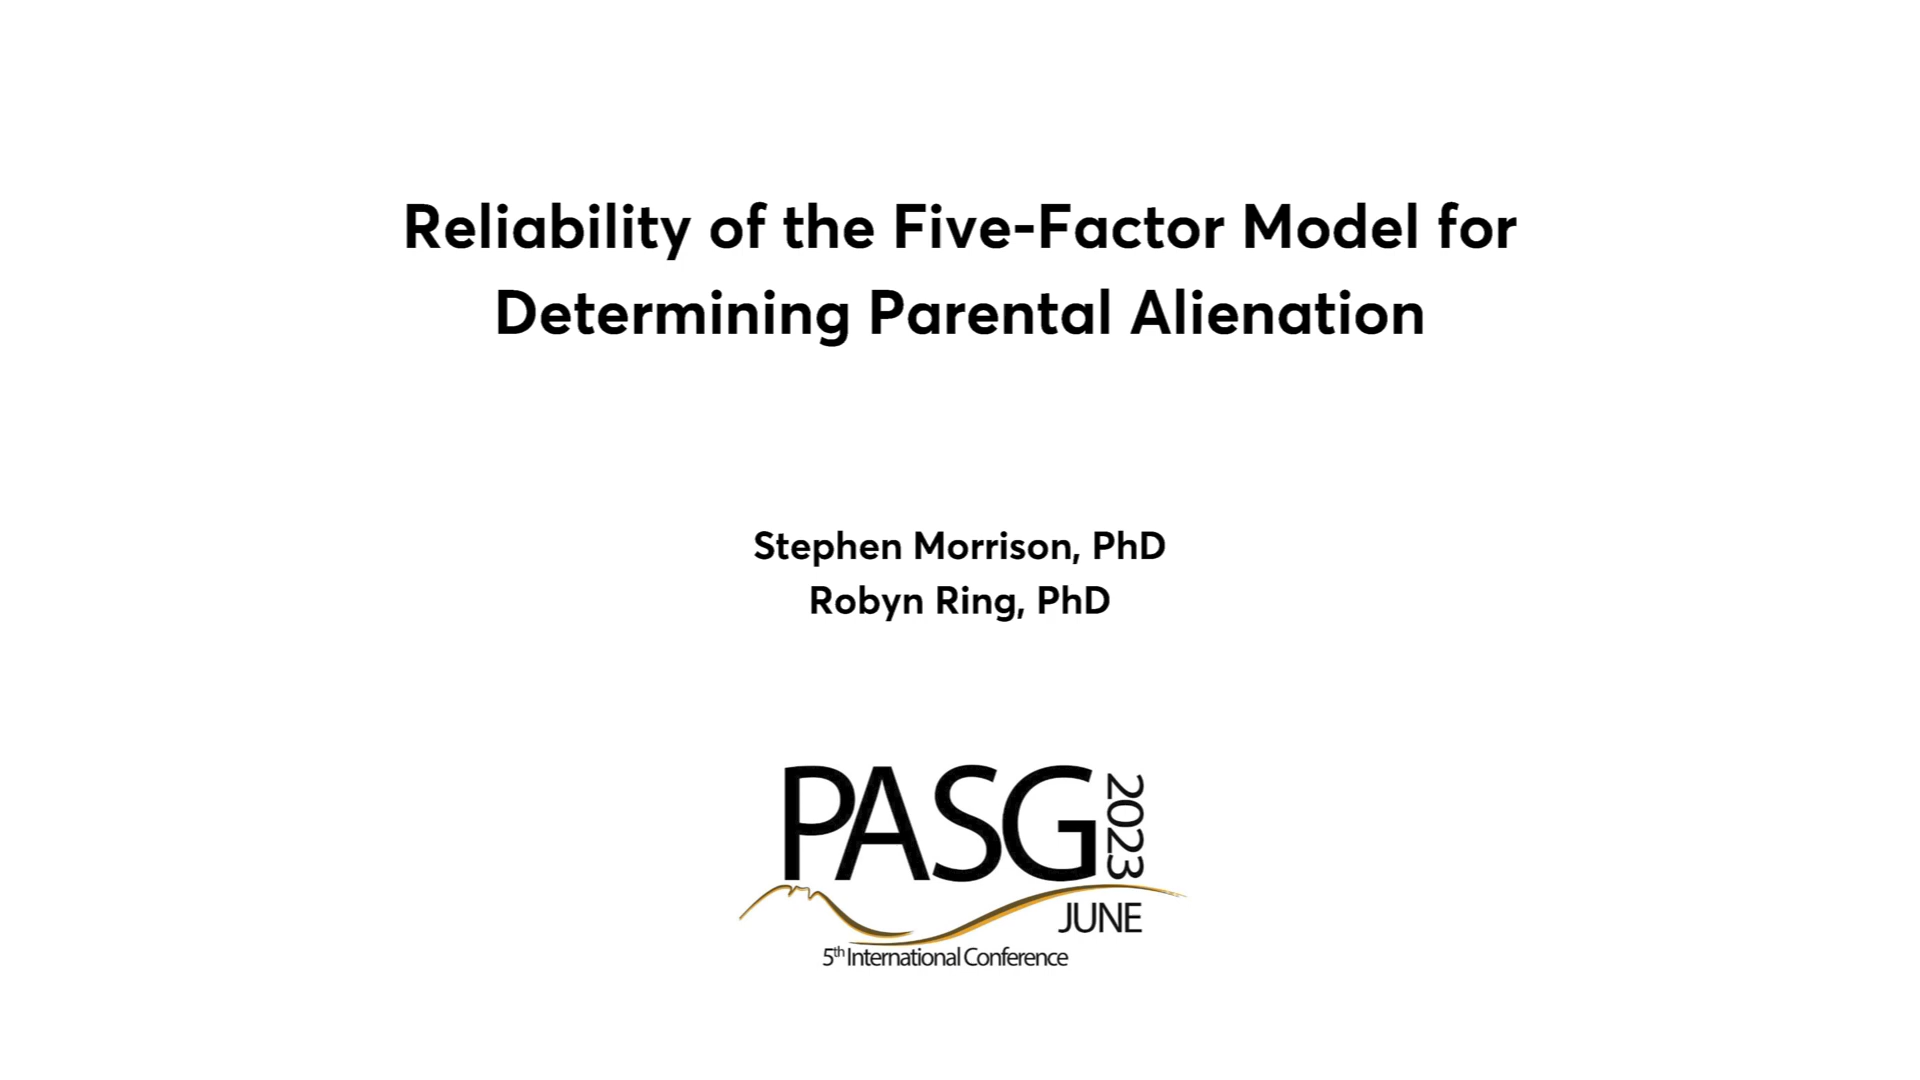 Reliability of the Five-Factor Model for
Determining Parental Alienation
Stephen Morrison, PhD
Robyn Ring, PhD
PASG 2023
JUNE
5th International Conference